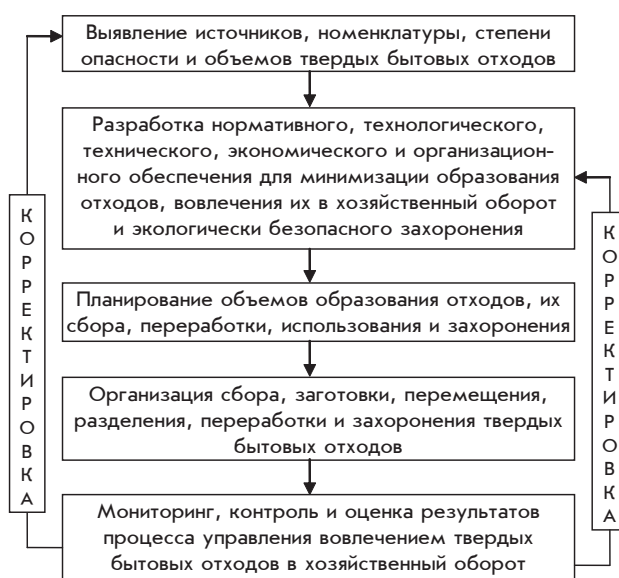 Выявление источников, номенклатуры, степени
опасности и объемов твердых бытовых отходов
Разработка нормативного, технологического,
технического, экономического и организацион-
ного обеспечения для минимизации образования
отходов, вовлечения их в хозяйственный оборот
и экологически безопасного захоронения
Планирование объемов образования отходов, их
сбора, переработки, использования и захоронения
Организация сбора, заготовки, перемещения,
разделения, переработки и захоронения твердых
бытовых отходов
Мониторинг, контроль и оценка результатов
процесса управления вовлечением твердых
бытовых отходов в хозяйственный оборот
КОРРЕКТИРОВКА
КОРРЕКТИРОВКА